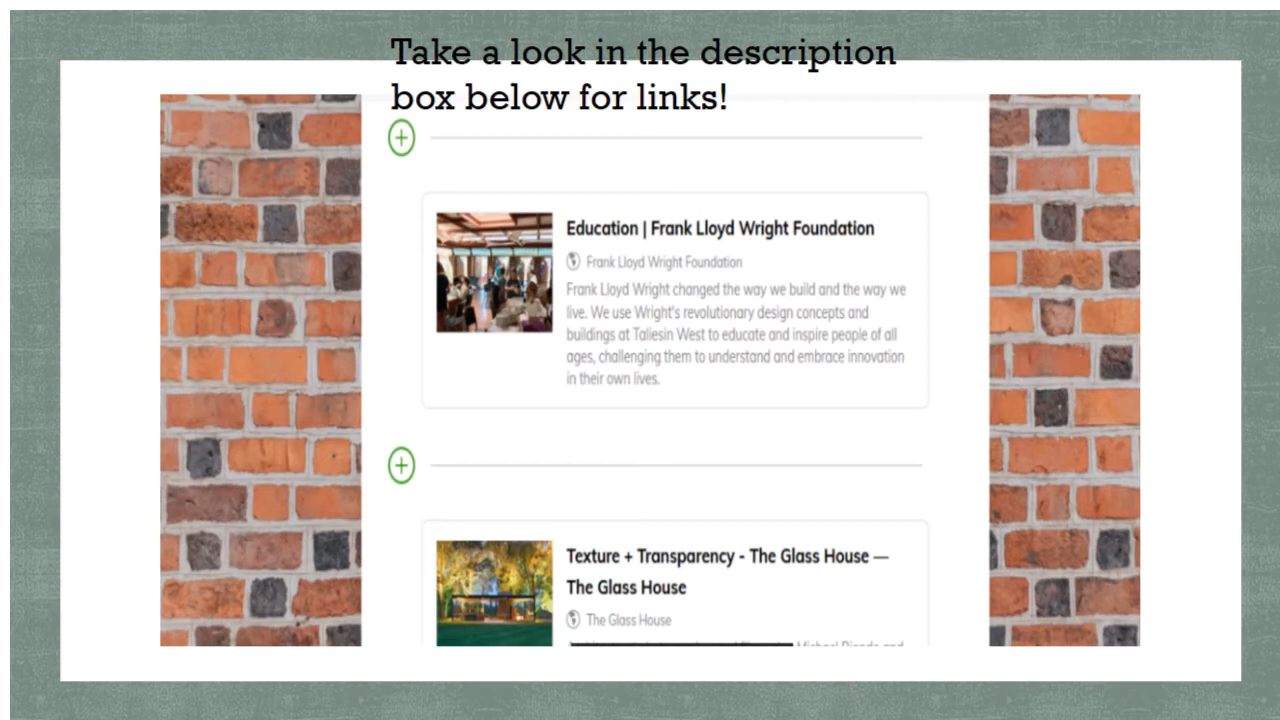 Take a look in the description
box below for links!
Education | Frank Lloyd Wright Foundation
Frank Lloyd Wright Foundation
Frank Lloyd Wright changed the way we build and the way we
live. We use Wright's revolutionary design concepts and
buildings at Taliesin West to educate and inspire people of all
ages, challenging them to understand and embrace innovation
in their own lives.
Texture + Transparency - The Glass House —
The Glass House
The Glass House